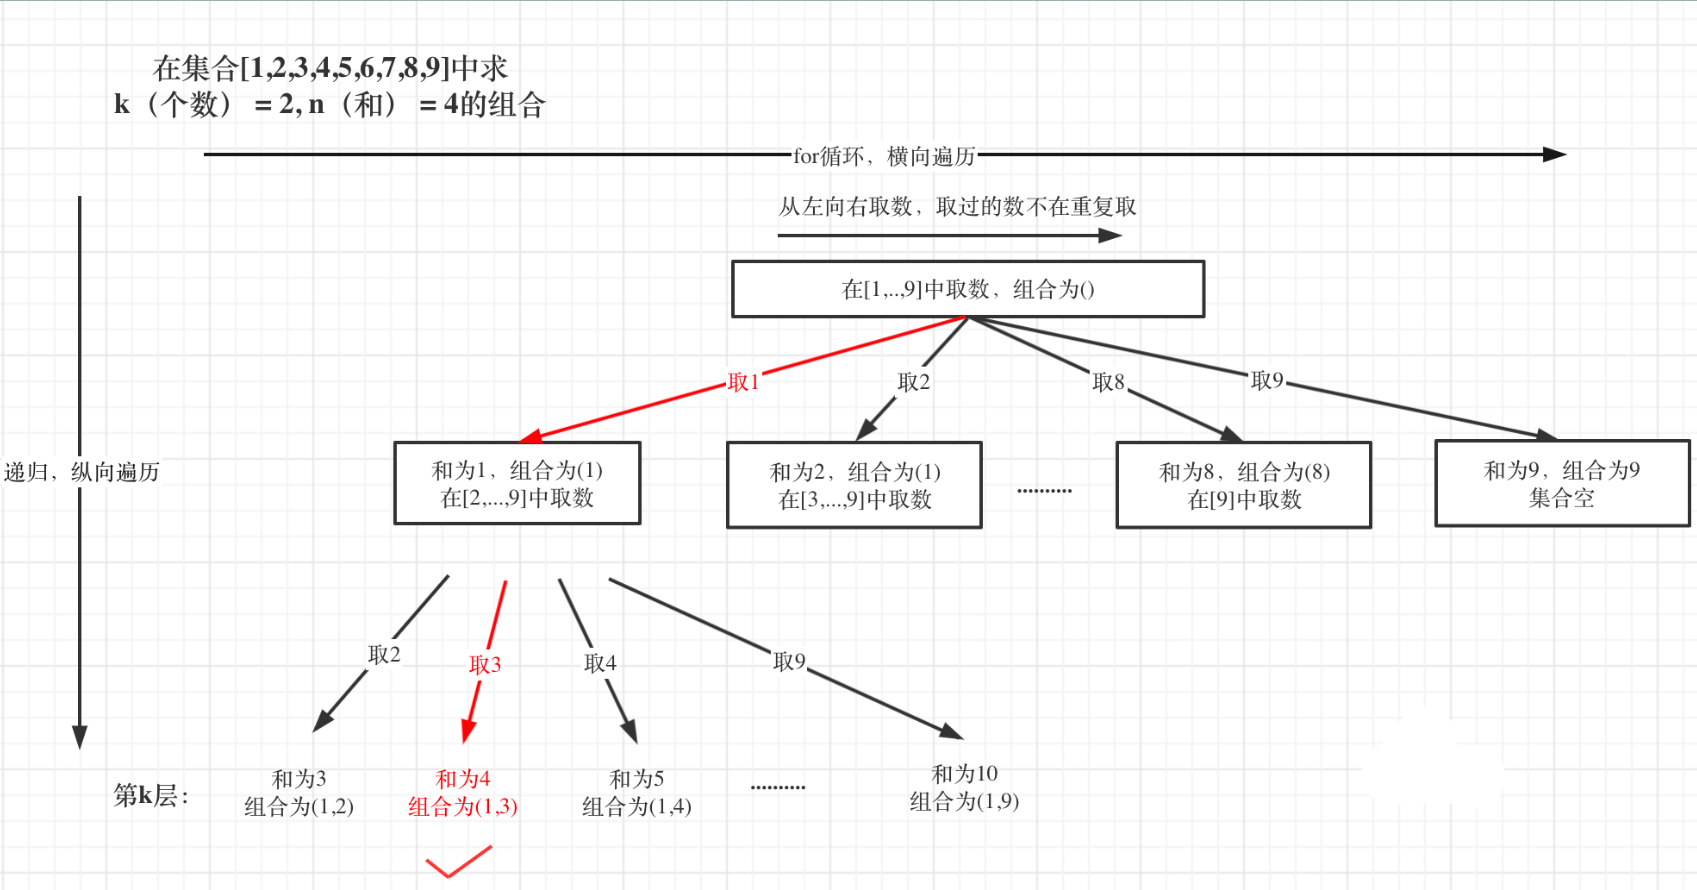 在集合[1,2,3,4,5,6,7,8,9]中求
k（个数） = 2, n（和） = 4的组合
for循环，横向遍历
从左向右取数，取过的数不在重复取
在[1,..,9]中取数，组合为()
取1
取2
取8
取9
递归，纵向遍历
和为1，组合为(1)
在[2,...,9]中取数
和为2，组合为(1)
在[3,...,9]中取数
..........
和为8，组合为(8)
在[9]中取数
和为9，组合为9
集合空
取2
取3
取4
取9
第k层：
和为3
组合为(1,2)
和为4
组合为(1,3)
和为5
组合为(1,4)
..........
和为10
组合为(1,9)